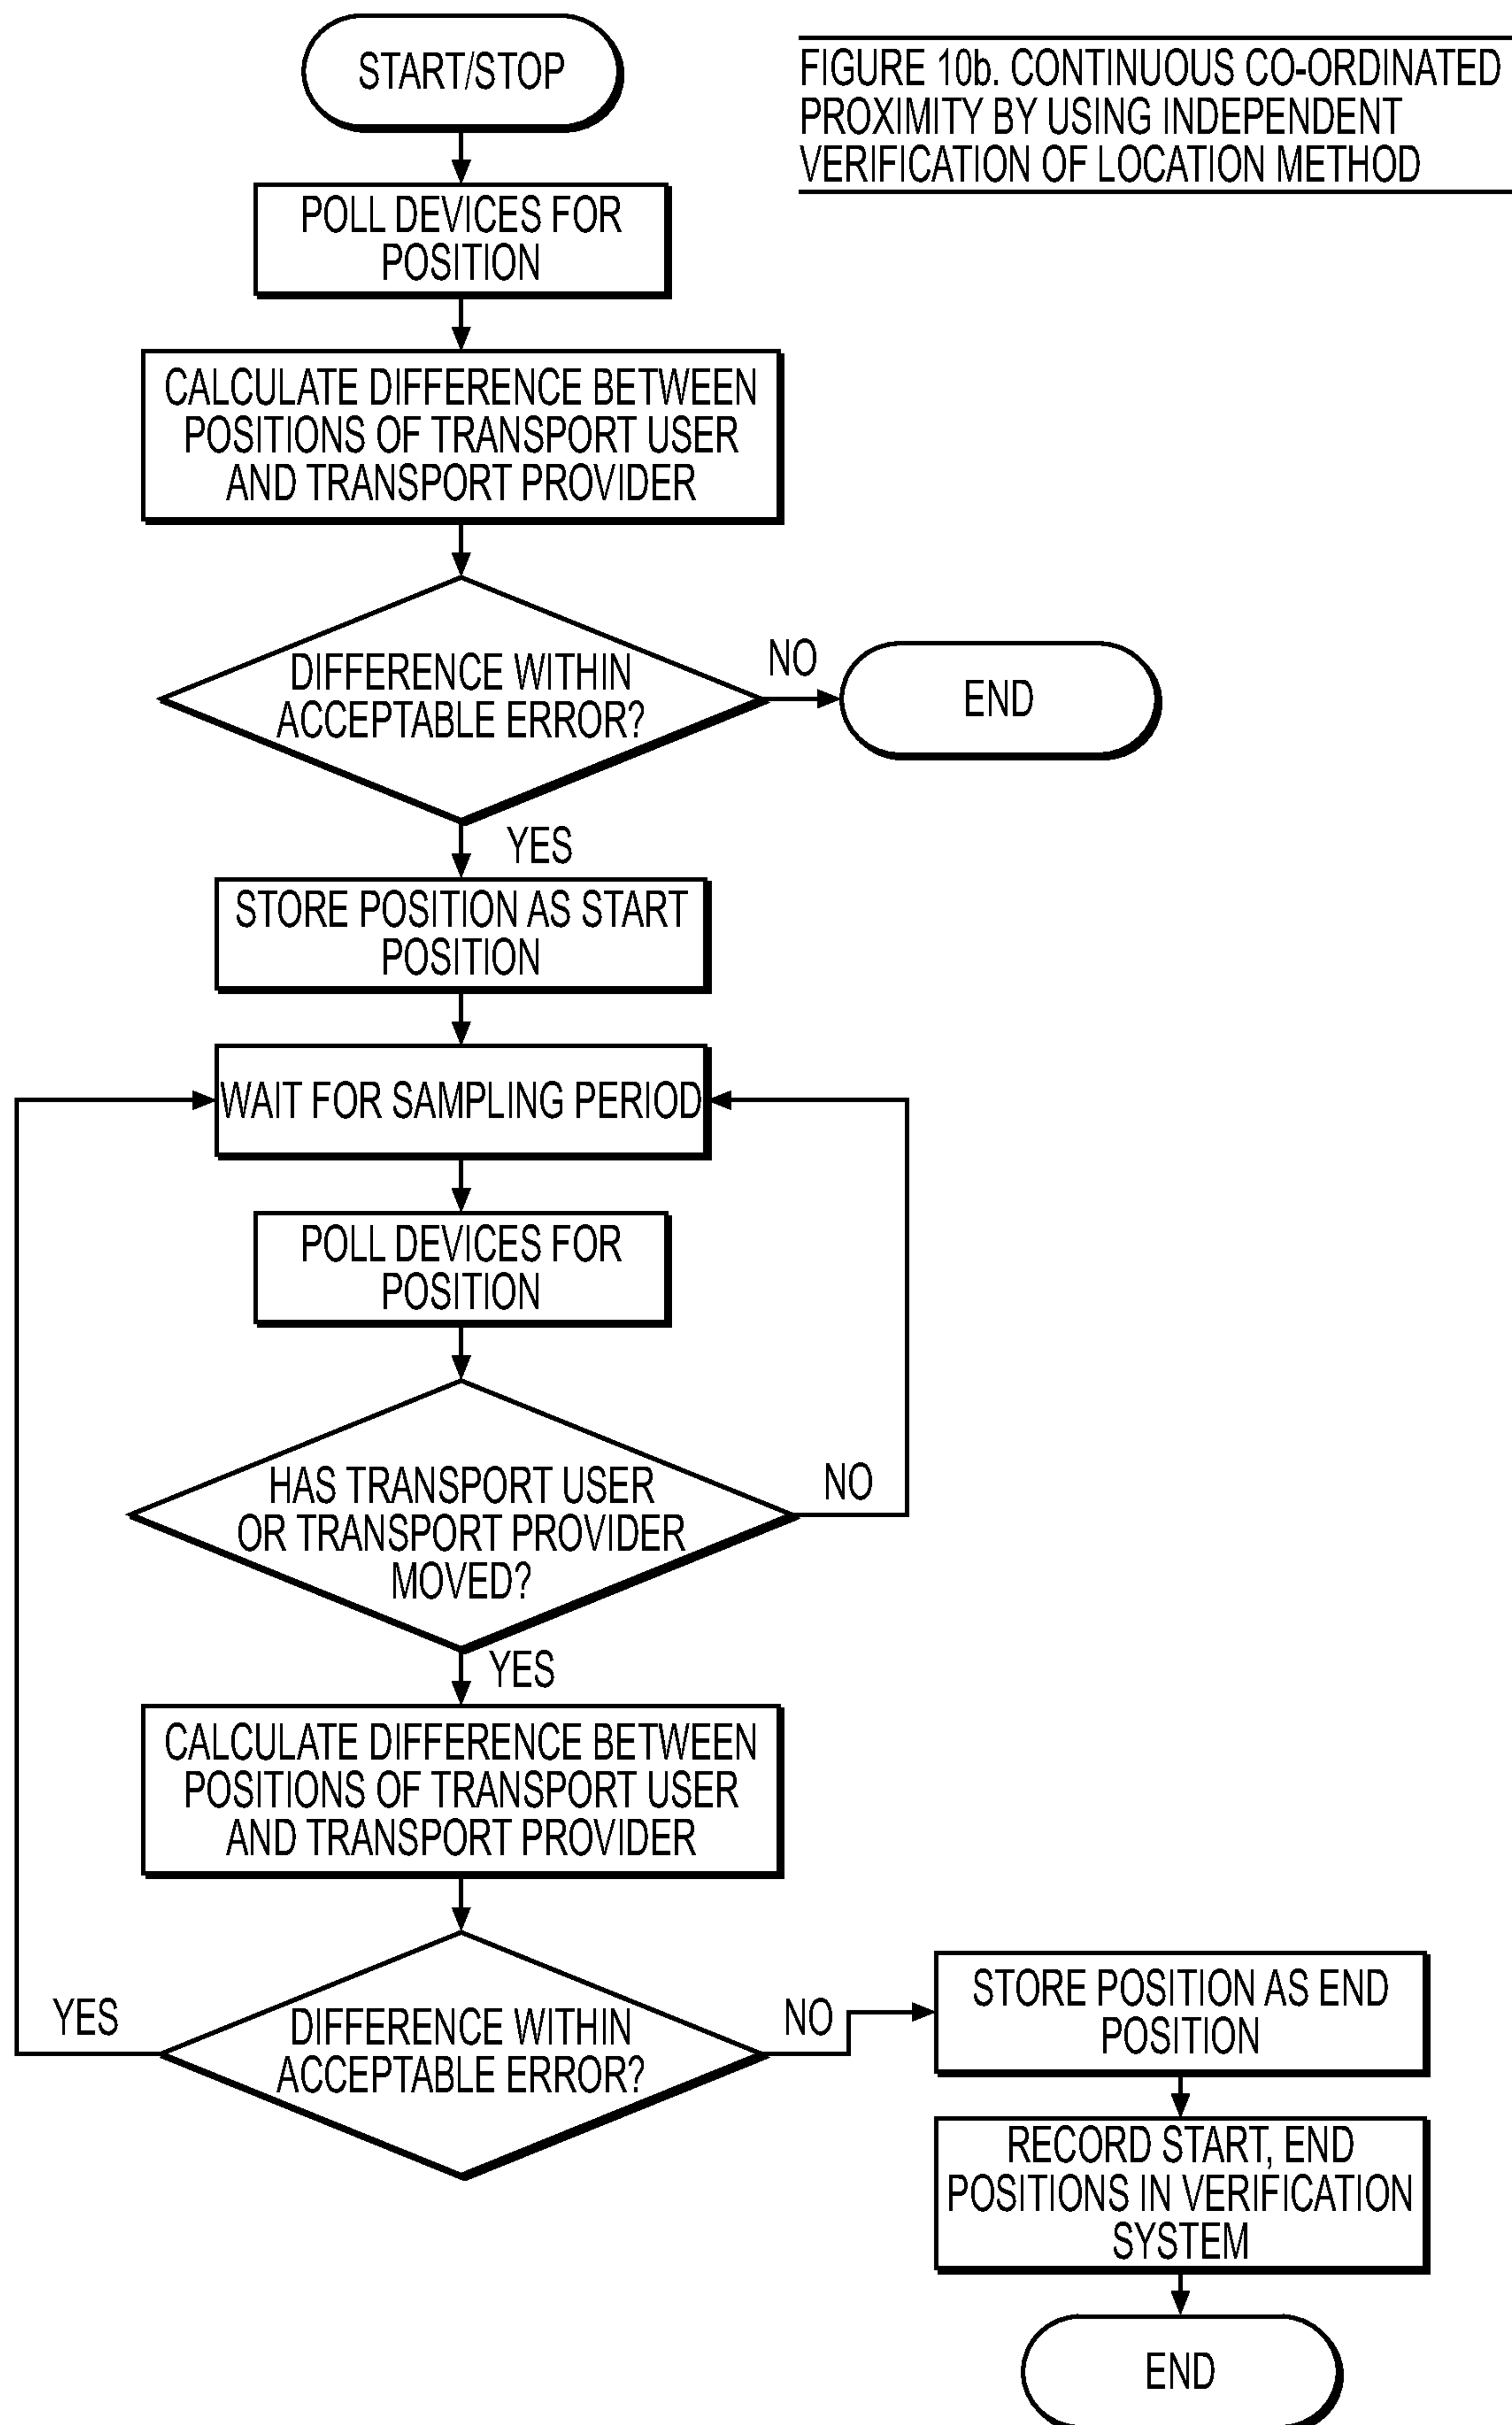 START/STOP
FIGURE 10b. CONTINUOUS CO-ORDINATED
PROXIMITY BY USING INDEPENDENT
VERIFICATION OF LOCATION METHOD
POLL DEVICES FOR
POSITION
CALCULATE DIFFERENCE BETWEEN
POSITIONS OF TRANSPORT USER
AND TRANSPORT PROVIDER
DIFFERENCE WITHIN
ACCEPTABLE ERROR?
NO
END
YES
STORE POSITION AS START
POSITION
WAIT FOR SAMPLING PERIOD
POLL DEVICES FOR
POSITION
HAS TRANSPORT USER
OR TRANSPORT PROVIDER
MOVED?
NO
YES
CALCULATE DIFFERENCE BETWEEN
POSITIONS OF TRANSPORT USER
AND TRANSPORT PROVIDER
YES
DIFFERENCE WITHIN
ACCEPTABLE ERROR?
NO
STORE POSITION AS END
POSITION
RECORD START, END
POSITIONS IN VERIFICATION
SYSTEM
END